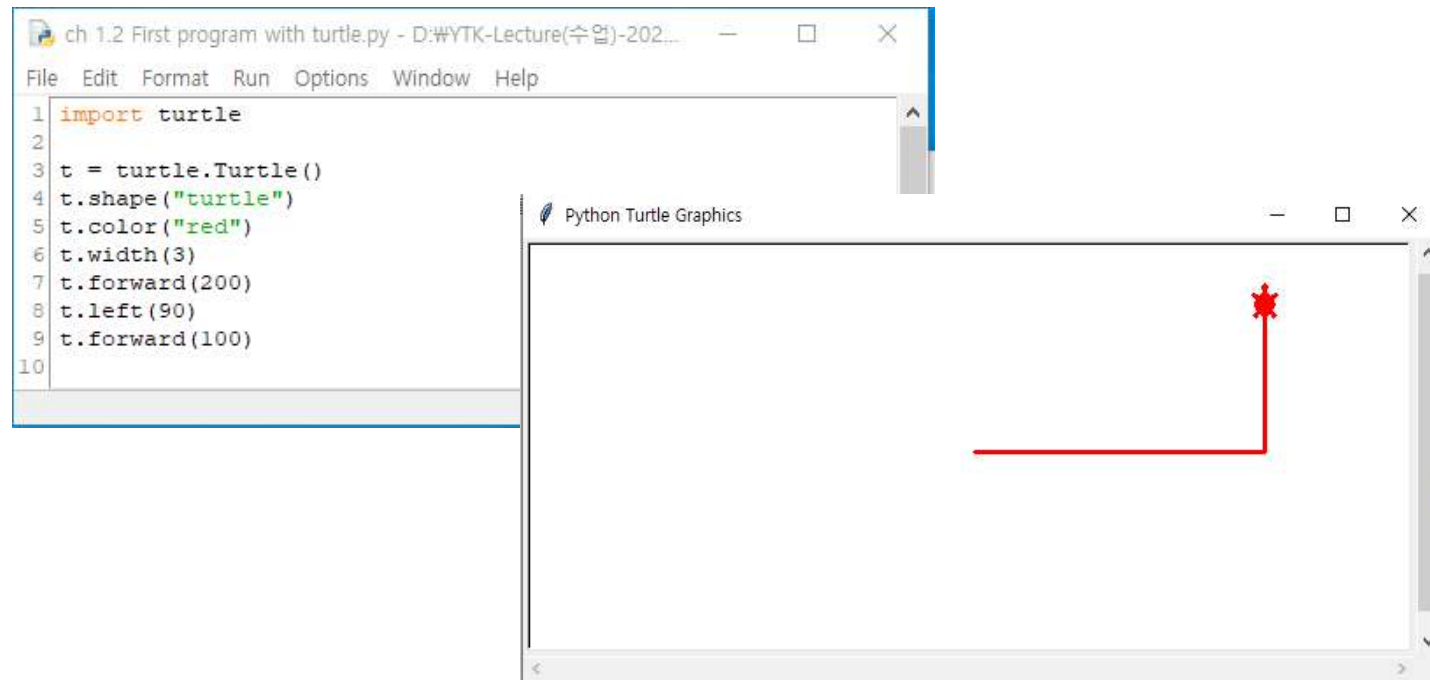 ch 1.2 First program with turtle.py - D:₩YTK-Lecture(수업)-202...
File Edit Format Run Options Window Help
1 import turtle
2
3 t = turtle.Turtle()
4 t.shape("turtle")
5 t.color("red")
6 t.width(3)
7 t.forward(200)
8 t.left(90)
9 t.forward(100)
10
Python Turtle Graphics